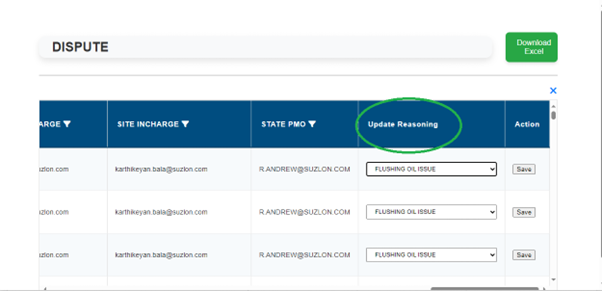 DISPUTE
Download
Excel
ARGE SITE INCHARGE STATE PMO Update Reasoning Action
uzlon.com karthikeyan.bala@suzlon.com R.ANDREW@SUZLON.COM FLUSHING OIL ISSUE Save
uzlon.com karthikeyan.bala@suzlon.com R.ANDREW@SUZLON.COM FLUSHING OIL ISSUE Save
uzlon.com karthikeyan.bala@suzlon.com R.ANDREW@SUZLON.COM FLUSHING OIL ISSUE Save